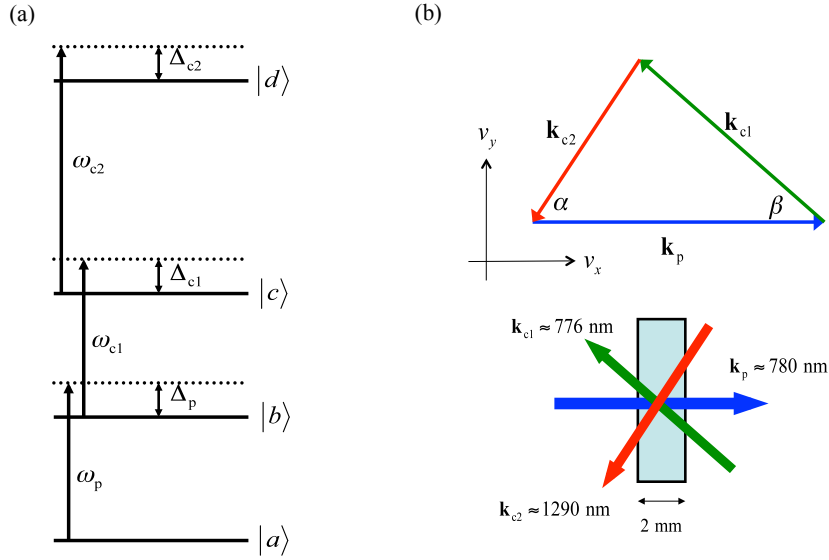 (a)
Δc2
|d⟩
ωc2
Δc1
|c⟩
ωc1
Δp
|b⟩
ωp
|a⟩
(b)
kc2
kc1
vy
α
β
kp
vx
kc1 ≈ 776 nm
kp ≈ 780 nm
kc2 ≈ 1290 nm
2 mm